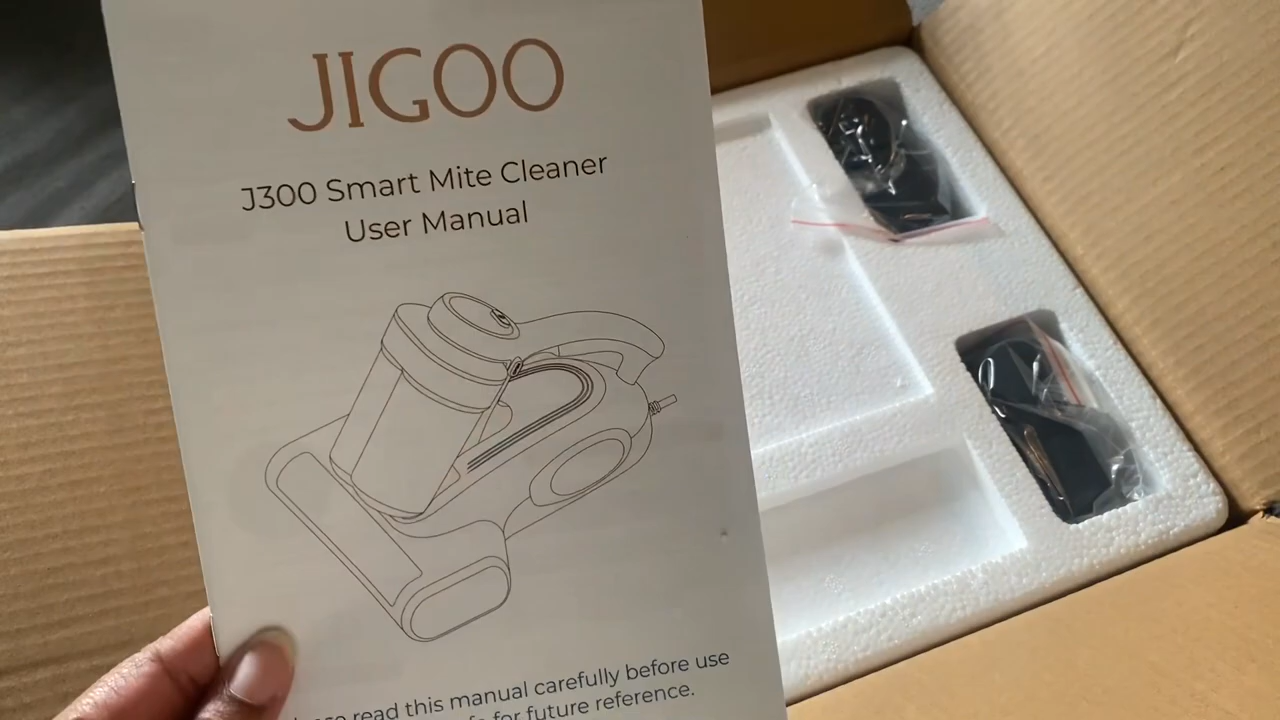 JIGOO
J300 Smart Mite Cleaner
User Manual
read this manual carefully before use
for future reference.